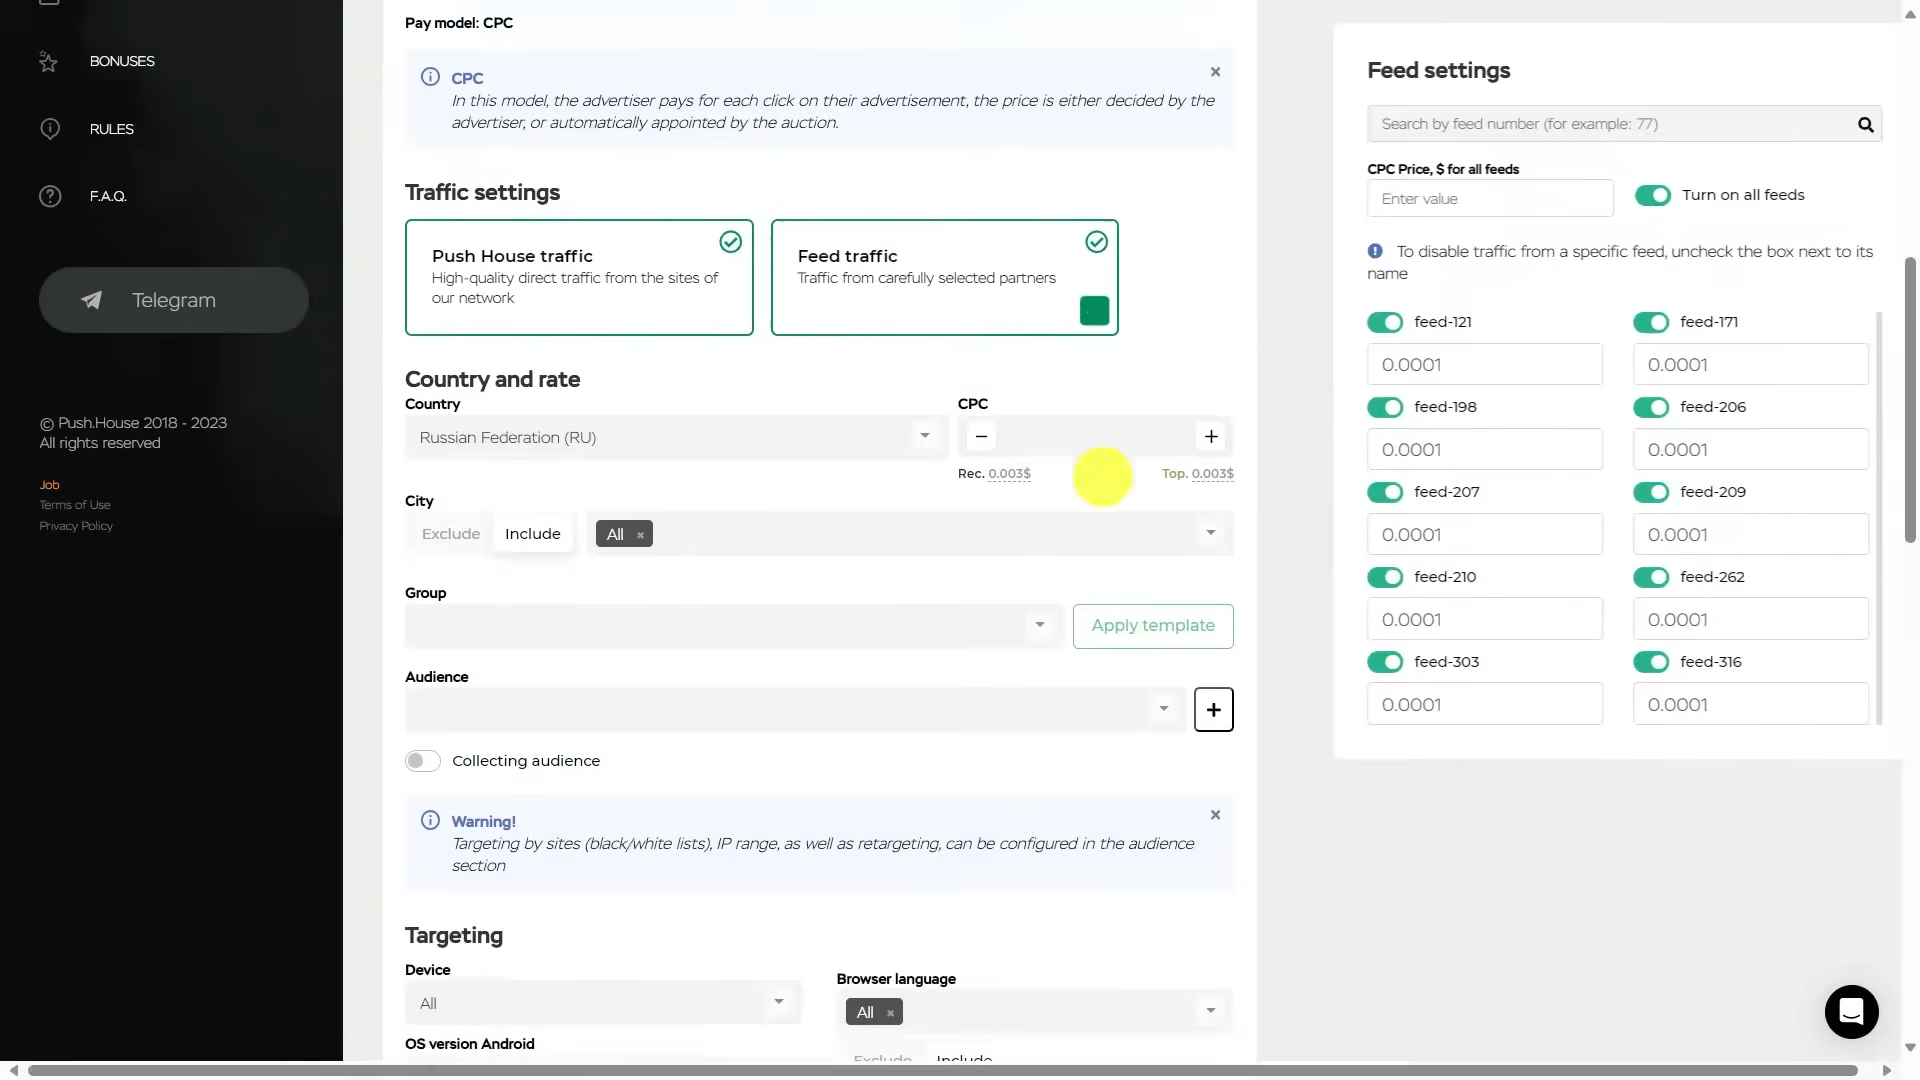 BONUSES
RULES
F.A.Q.
Telegram
© Push.House 2018 - 2023
All rights reserved
Job
Terms of Use
Privacy Policy
Pay model: CPC
CPC
In this model, the advertiser pays for each click on their advertisement, the price is either decided by the
advertiser, or automatically appointed by the auction.
Traffic settings
Push House traffic
High-quality direct traffic from the sites of
our network
Feed traffic
Traffic from carefully selected partners
Country and rate
Country
CPC
Russian Federation (RU)
Rec. 0.003$
Top. 0.003$
City
Exclude
Include
All ×
Group
Apply template
Audience
Collecting audience
Warning!
Targeting by sites (black/white lists), IP range, as well as retargeting, can be configured in the audience
section
Targeting
Device
Browser language
All
All ×
OS version Android
Exclude
Include
Feed settings
Search by feed number (for example: 77)
CPC Price, $ for all feeds
Enter value
Turn on all feeds
To disable traffic from a specific feed, uncheck the box next to its
name
feed-121
feed-171
0.0001
0.0001
feed-198
feed-206
0.0001
0.0001
feed-207
feed-209
0.0001
0.0001
feed-210
feed-262
0.0001
0.0001
feed-303
feed-316
0.0001
0.0001